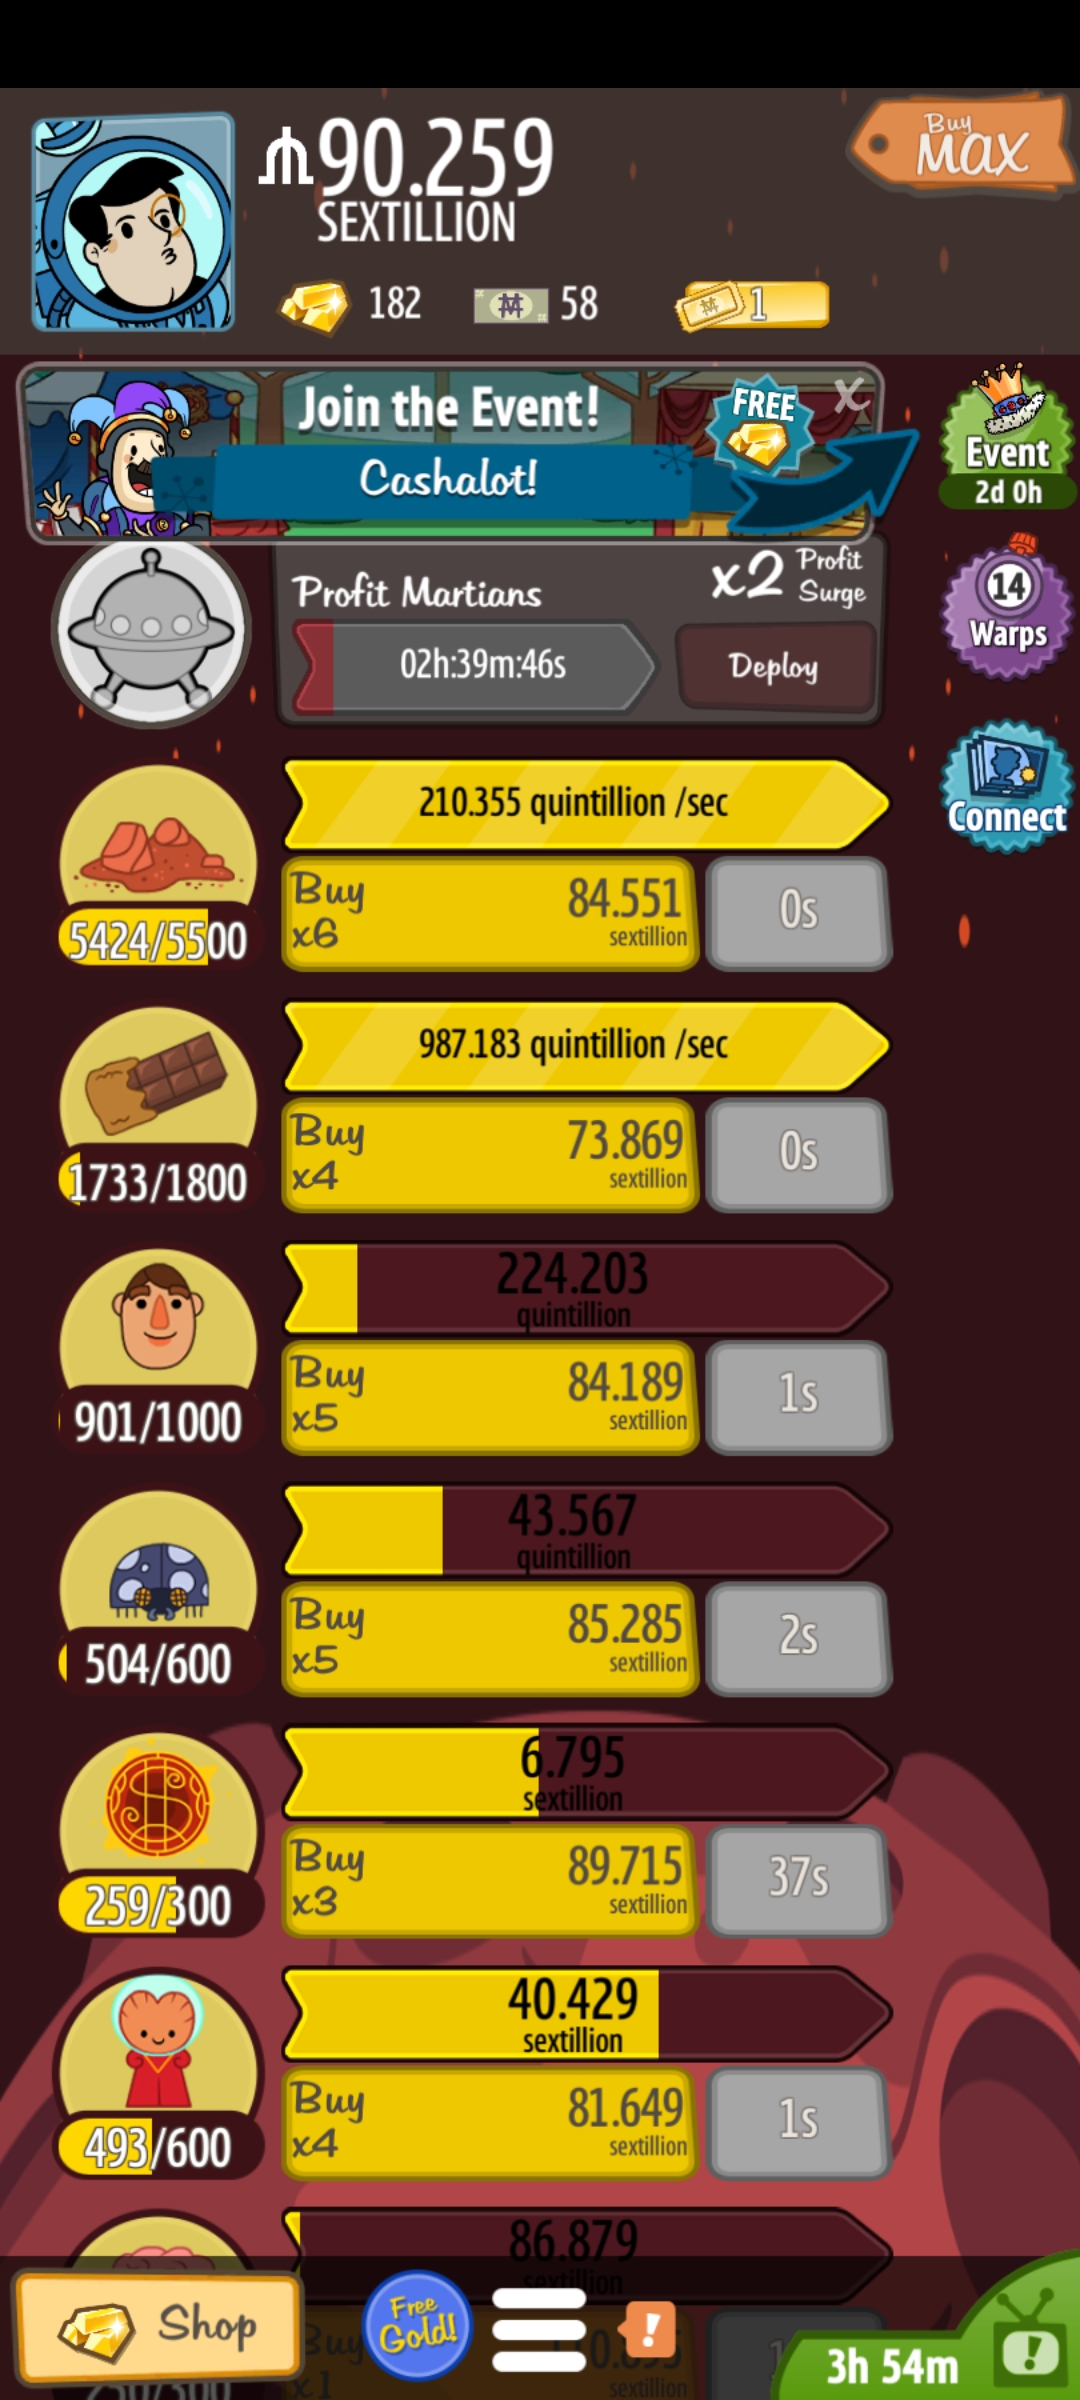 90.259
SEXTILLION
Buy
MAX
182
58
1
Join the Event!
FREE
X
Cashalot!
Event
2d 0h
Profit Martians
x2 Profit Surge
02h:39m:46s
Deploy
14
Warps
Connect
210.355 quintillion /sec
Buy 84.551
x6 sextillion
0s
5424/5500
987.183 quintillion /sec
Buy 73.869
x4 sextillion
0s
1733/1800
224.203
quintillion
Buy 84.189
x5 sextillion
1s
901/1000
43.567
quintillion
Buy 85.285
x5 sextillion
2s
504/600
6.795
sextillion
Buy 89.715
x3 sextillion
37s
259/300
40.429
sextillion
Buy 81.649
x4 sextillion
1s
493/600
86.879
sextillion
Shop
Free
Gold!
!
Buy
x1 sextillion
3h 54m
!